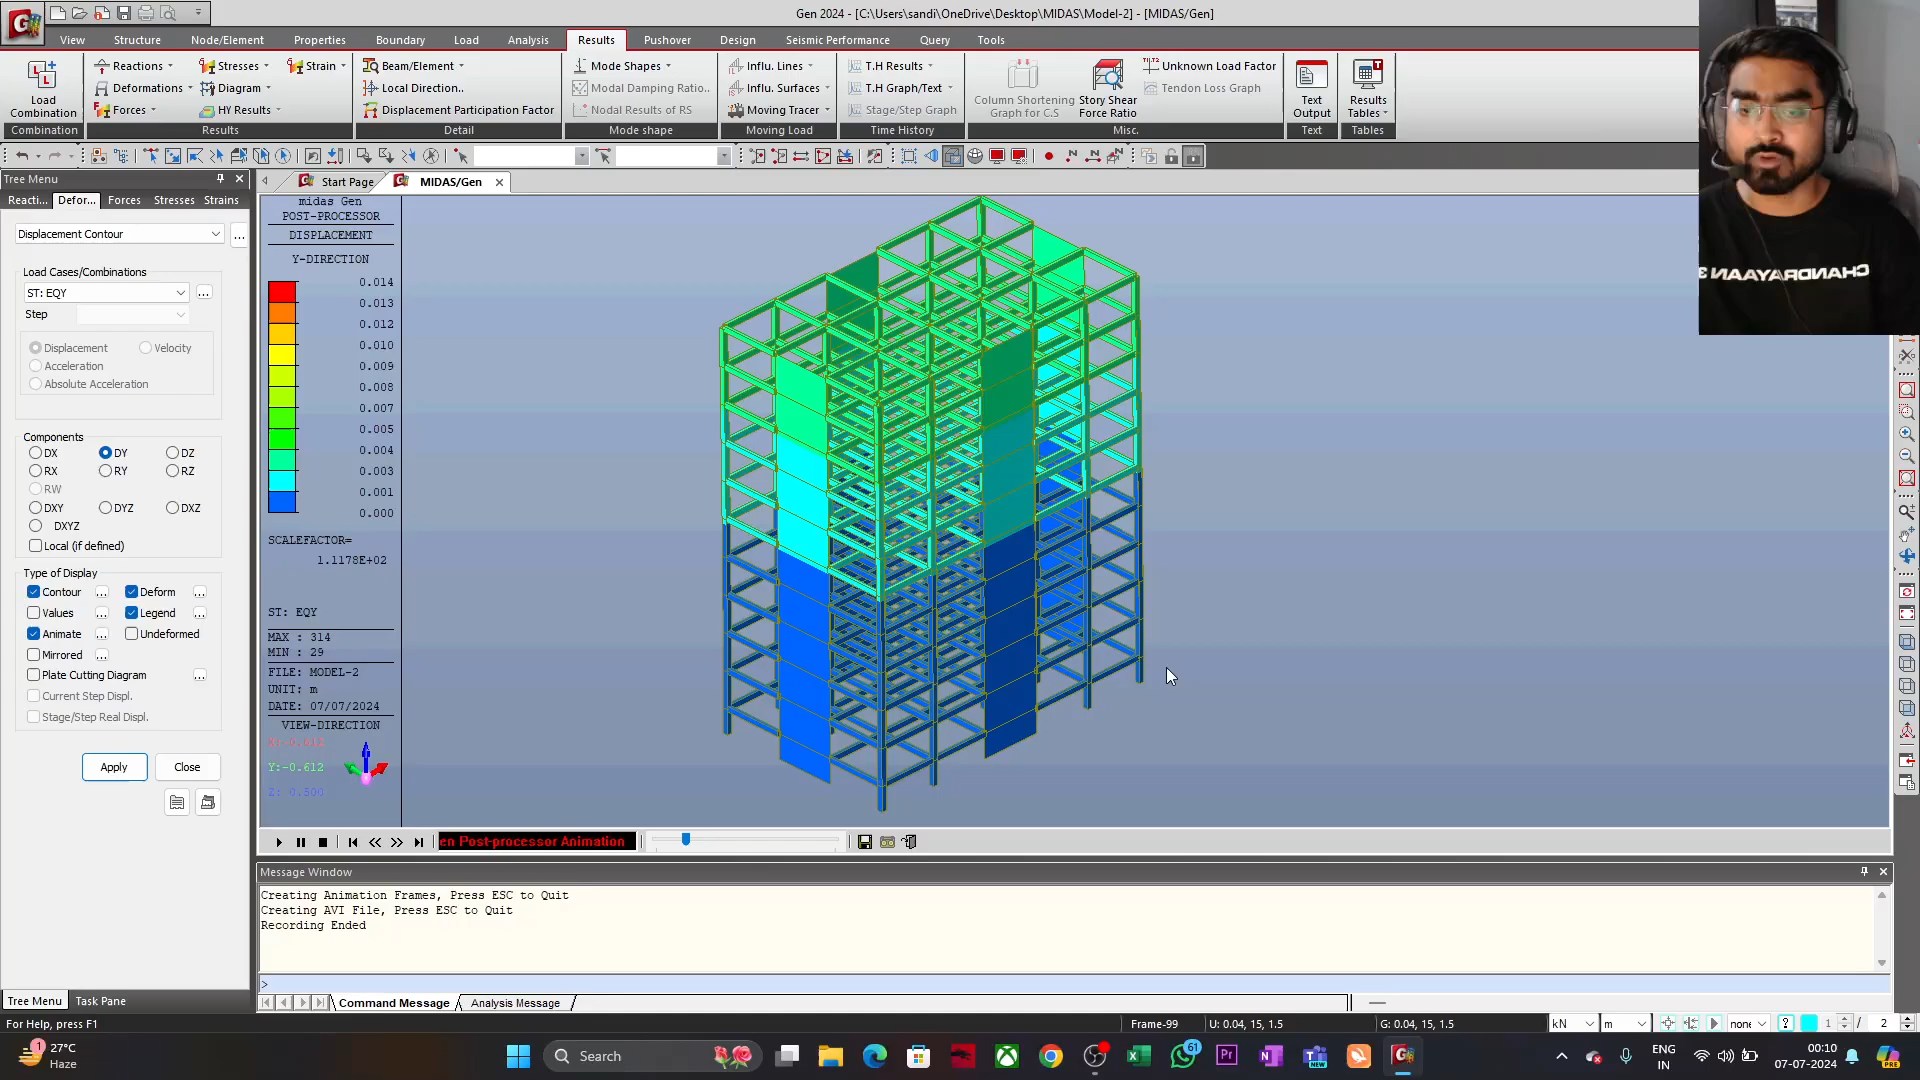 Gen 2024 - [C:\Users\sandi\OneDrive\Desktop\MIDAS\Model-2] - [MIDAS/Gen]
View Structure Node/Element Properties Boundary Load Analysis Results Pushover Design Seismic Performance Query Tools
Load Combination
Combination
Reactions Stresses Strain
Deformations Diagram
Forces HY Results
Results
Beam/Element
Local Direction..
Displacement Participation Factor
Detail
Mode Shapes
Modal Damping Ratio..
Nodal Results of RS
Mode shape
Influ. Lines
Influ. Surfaces
Moving Tracer
Moving Load
T.H Results
T.H Graph/Text
Stage/Step Graph
Time History
Column Shortening Graph for C.S
Story Shear Force Ratio
Unknown Load Factor
Tendon Loss Graph
Misc.
Text Output
Text
Results Tables
Tables
Tree Menu
Start Page MIDAS/Gen
Reacti... Defor... Forces Stresses Strains
Displacement Contour ...
Load Cases/Combinations
ST: EQY ...
Step
Displacement Velocity
Acceleration
Absolute Acceleration
Components
DX DY DZ
RX RY RZ
RW
DXY DYZ DXZ
DXYZ
Local (if defined)
Type of Display
Contour ... Deform ...
Values ... Legend ...
Animate ... Undeformed
Mirrored ...
Plate Cutting Diagram ...
Current Step Displ.
Stage/Step Real Displ.
Apply Close
midas Gen
POST-PROCESSOR
DISPLACEMENT
Y-DIRECTION
0.014
0.013
0.012
0.010
0.009
0.008
0.007
0.005
0.004
0.003
0.001
0.000
SCALEFACTOR=
1.1178E+02
ST: EQY
MAX : 314
MIN : 29
FILE: MODEL-2
UNIT: m
DATE: 07/07/2024
VIEW-DIRECTION
X:-0.612
Y:-0.612
Z: 0.500
CHANDRAYAAN 3
en Post-processor Animation
Message Window
Creating Animation Frames, Press ESC to Quit
Creating AVI File, Press ESC to Quit
Recording Ended
>
Tree Menu Task Pane
Command Message Analysis Message
For Help, press F1
Frame-99 U: 0.04, 15, 1.5 G: 0.04, 15, 1.5 kN m none ? 1 / 2
1
27°C
Haze
Search
61
NEW
ENG
IN
00:10
07-07-2024
PRE